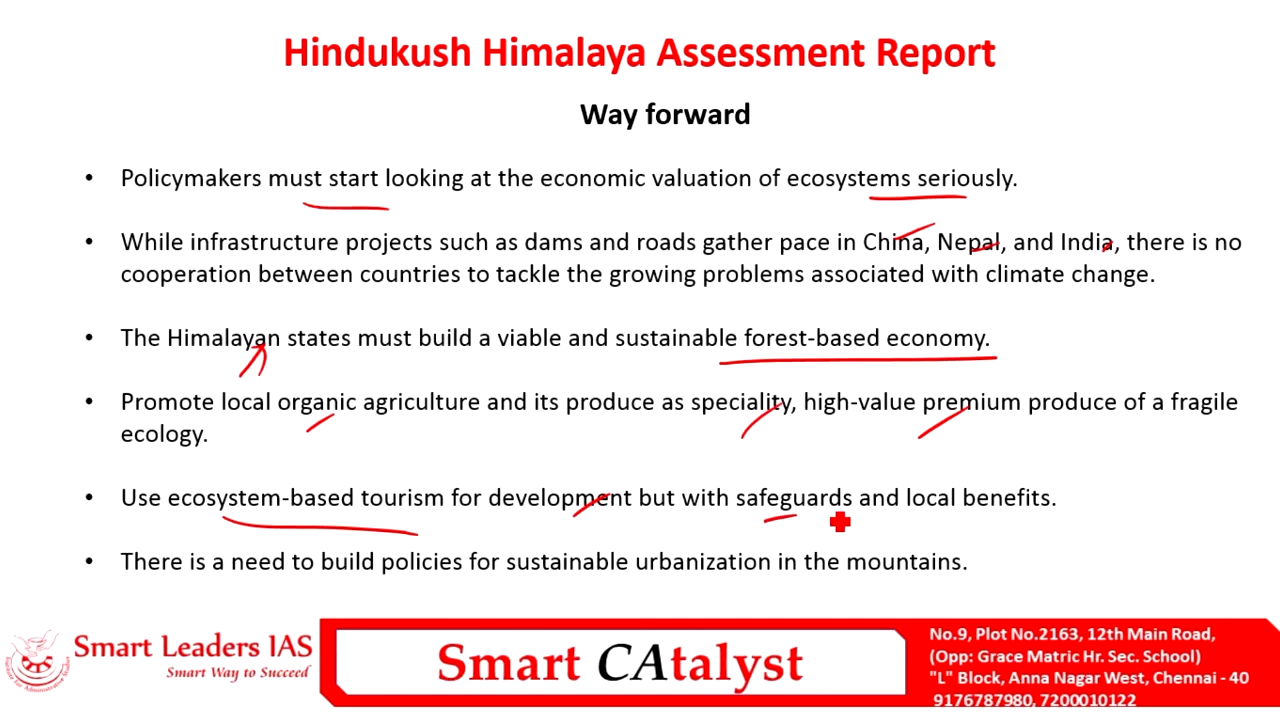 Hindukush Himalaya Assessment Report
Way forward
• Policymakers must start looking at the economic valuation of ecosystems seriously.
• While infrastructure projects such as dams and roads gather pace in China, Nepal, and India, there is no
cooperation between countries to tackle the growing problems associated with climate change.
• The Himalayan states must build a viable and sustainable forest-based economy.
• Promote local organic agriculture and its produce as speciality, high-value premium produce of a fragile
ecology.
• Use ecosystem-based tourism for development but with safeguards and local benefits.
• There is a need to build policies for sustainable urbanization in the mountains.
Smart Leaders IAS
Smart Way to Succeed
Smart CAtalyst
No.9, Plot No.2163, 12th Main Road,
(Opp: Grace Matric Hr. Sec. School)
"L" Block, Anna Nagar West, Chennai - 40
9176787980, 7200010122